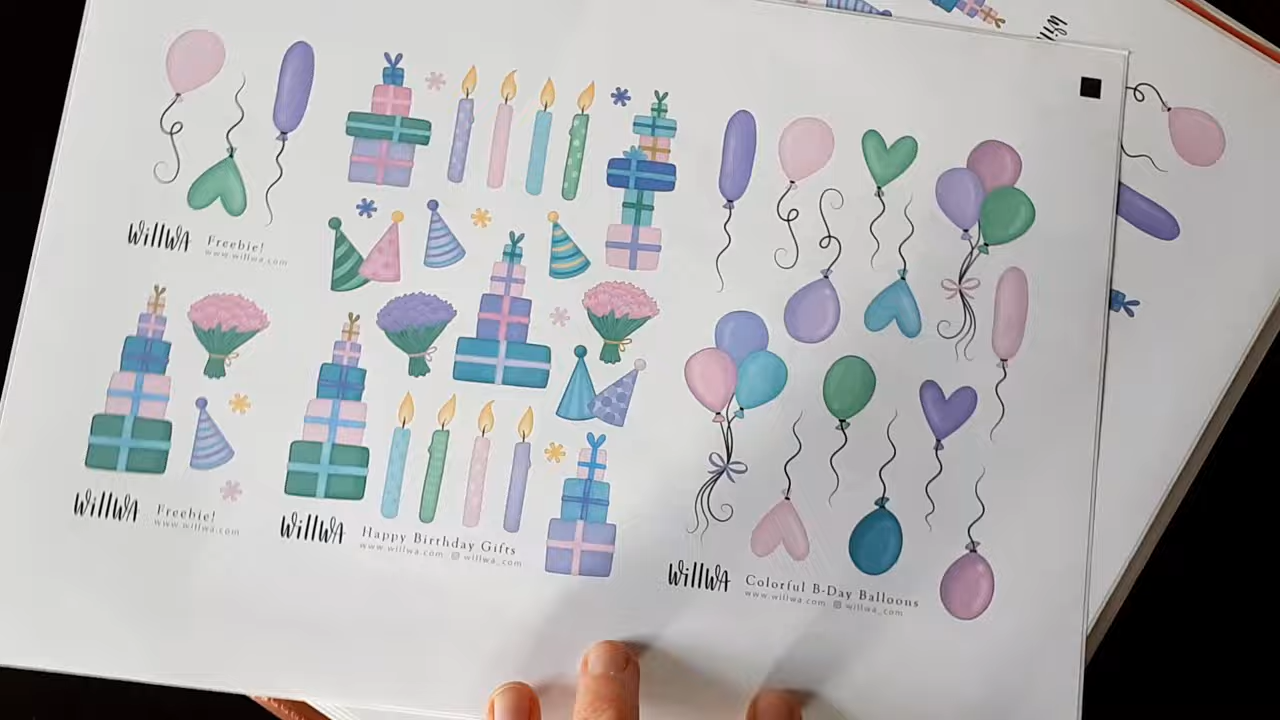 willwa Freebie!
www.willwa.com
willwa Freebie!
www.willwa.com
willwa Happy Birthday Gifts
www.willwa.com willwa_com
willwa Colorful B-Day Balloons
www.willwa.com willwa_com